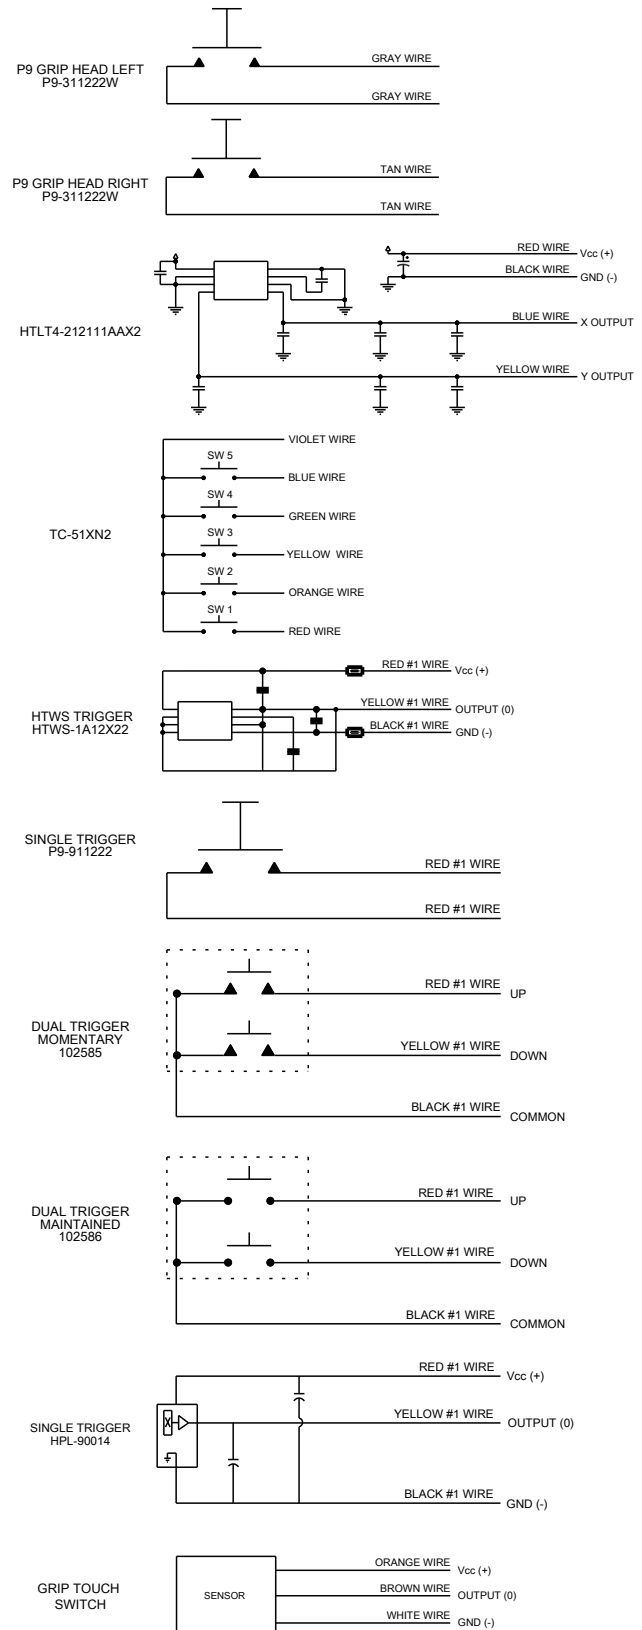 P9 GRIP HEAD LEFT
P9-311222W
GRAY WIRE
GRAY WIRE
P9 GRIP HEAD RIGHT
P9-311222W
TAN WIRE
TAN WIRE
HTLT4-212111AAX2
RED WIRE Vcc (+)
BLACK WIRE GND (-)
BLUE WIRE X OUTPUT
YELLOW WIRE Y OUTPUT
TC-51XN2
VIOLET WIRE
SW 5
BLUE WIRE
SW 4
GREEN WIRE
SW 3
YELLOW WIRE
SW 2
ORANGE WIRE
SW 1
RED WIRE
HTWS TRIGGER
HTWS-1A12X22
RED #1 WIRE Vcc (+)
YELLOW #1 WIRE OUTPUT (0)
BLACK #1 WIRE GND (-)
SINGLE TRIGGER
P9-911222
RED #1 WIRE
RED #1 WIRE
DUAL TRIGGER
MOMENTARY
102585
RED #1 WIRE UP
YELLOW #1 WIRE DOWN
BLACK #1 WIRE COMMON
DUAL TRIGGER
MAINTAINED
102586
RED #1 WIRE UP
YELLOW #1 WIRE DOWN
BLACK #1 WIRE COMMON
SINGLE TRIGGER
HPL-90014
X
RED #1 WIRE Vcc (+)
YELLOW #1 WIRE OUTPUT (0)
BLACK #1 WIRE GND (-)
GRIP TOUCH
SWITCH
SENSOR
ORANGE WIRE Vcc (+)
BROWN WIRE OUTPUT (0)
WHITE WIRE GND (-)